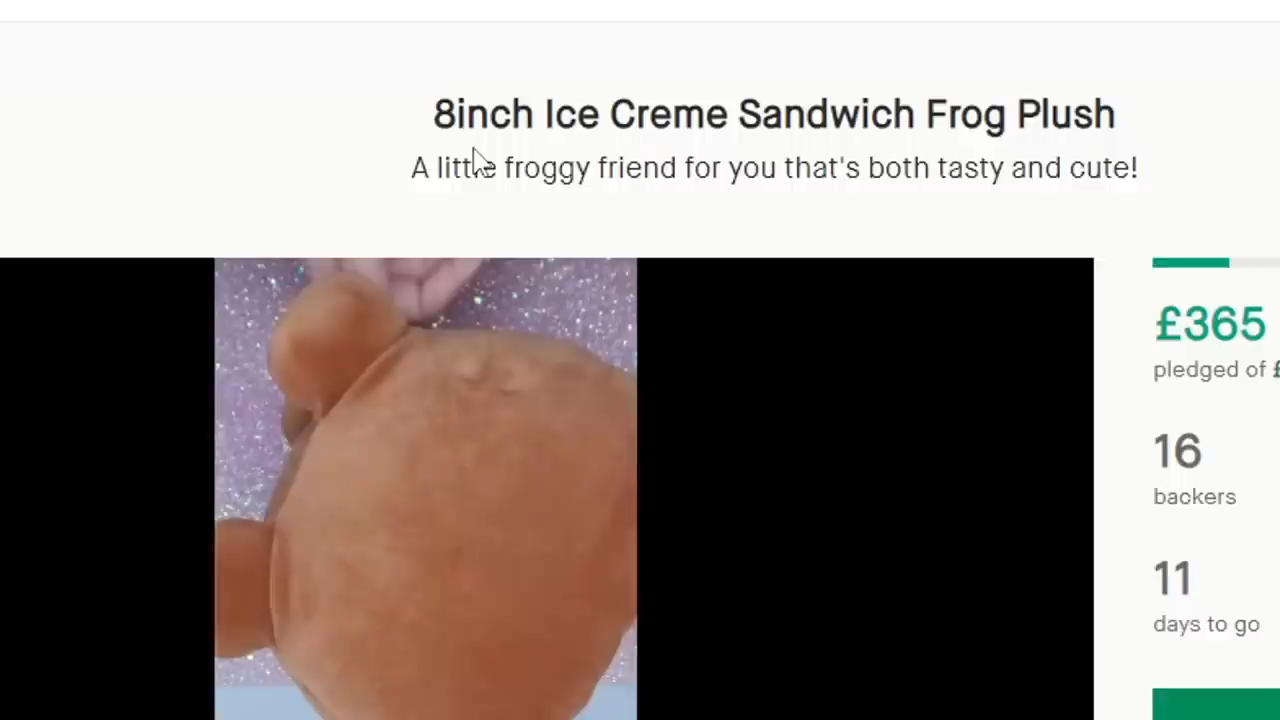 8inch Ice Creme Sandwich Frog Plush
A little froggy friend for you that's both tasty and cute!
£365
pledged of £
16
backers
11
days to go